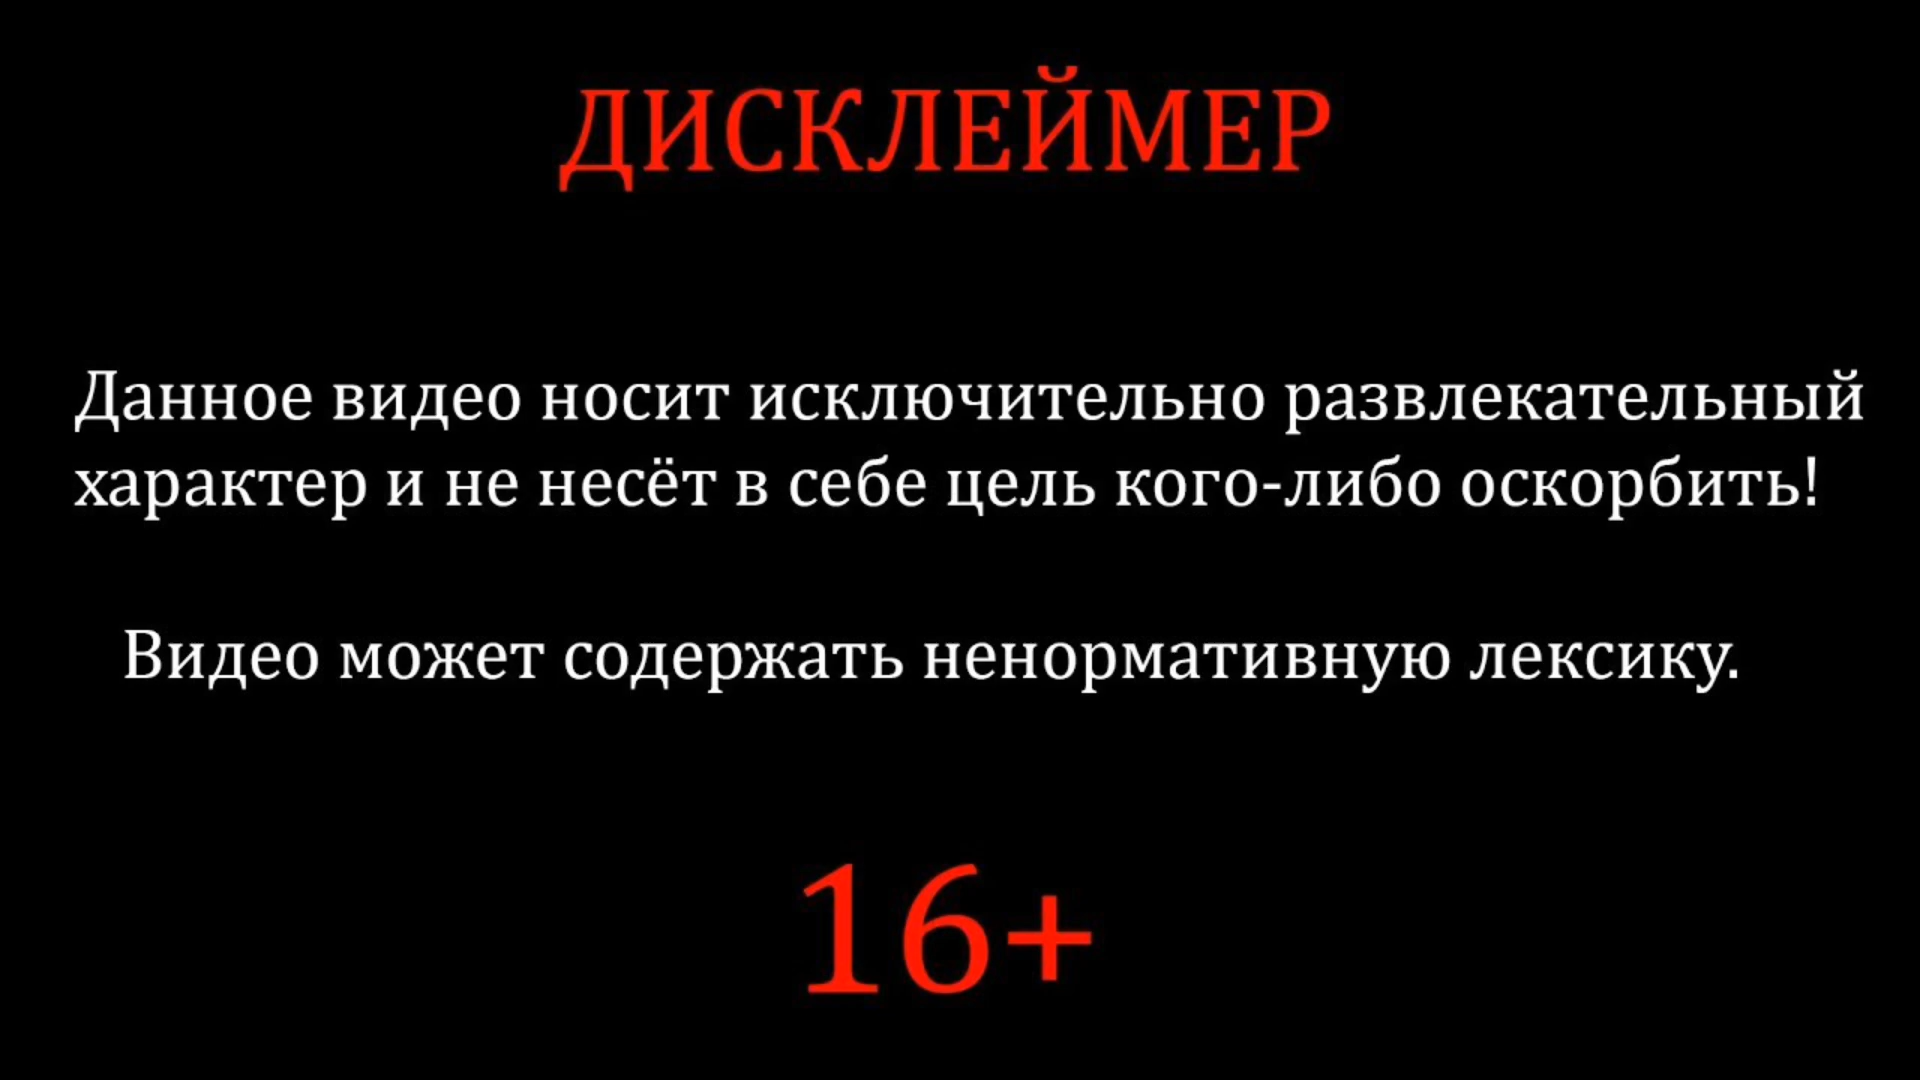 ДИСКЛЕЙМЕР
Данное видео носит исключительно развлекательный
характер и не несёт в себе цель кого-либо оскорбить!
Видео может содержать ненормативную лексику.
16+